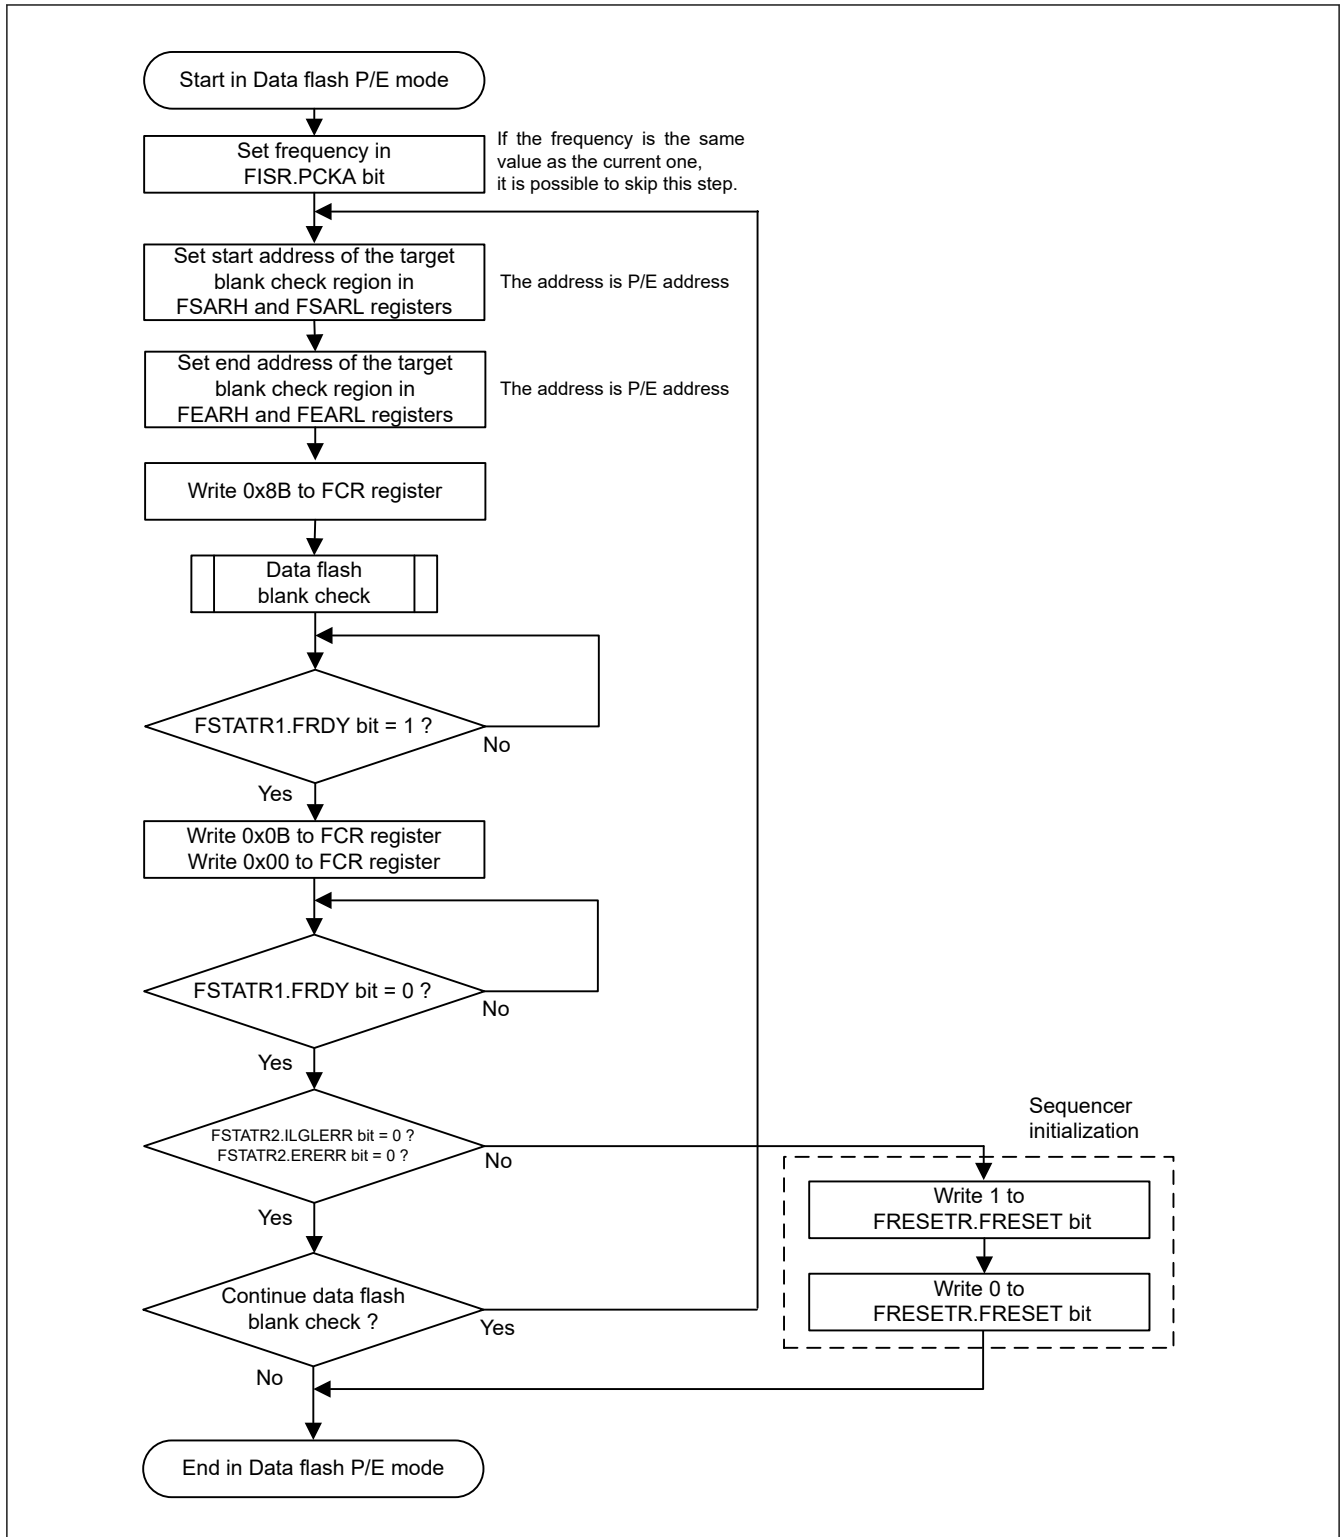 Start in Data flash P/E mode
Set frequency in
FISR.PCKA bit
If the frequency is the same
value as the current one,
it is possible to skip this step.
Set start address of the target
blank check region in
FSARH and FSARL registers
The address is P/E address
Set end address of the target
blank check region in
FEARH and FEARL registers
The address is P/E address
Write 0x8B to FCR register
Data flash
blank check
FSTATR1.FRDY bit = 1 ?
No
Yes
Write 0x0B to FCR register
Write 0x00 to FCR register
FSTATR1.FRDY bit = 0 ?
No
Yes
FSTATR2.ILGLERR bit = 0 ?
FSTATR2.ERERR bit = 0 ?
No
Yes
Sequencer
initialization
Write 1 to
FRESETR.FRESET bit
Write 0 to
FRESETR.FRESET bit
Continue data flash
blank check ?
Yes
No
End in Data flash P/E mode